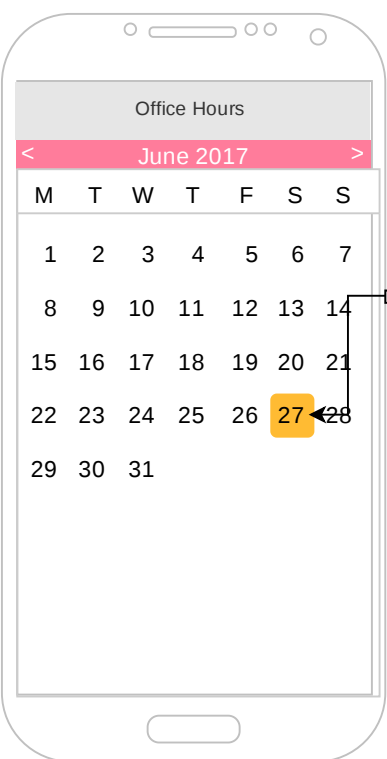 Office Hours
< June 2017 >
M T W T F S S
1 2 3 4 5 6 7
8 9 10 11 12 13 14
15 16 17 18 19 20 21
22 23 24 25 26 27 28
29 30 31